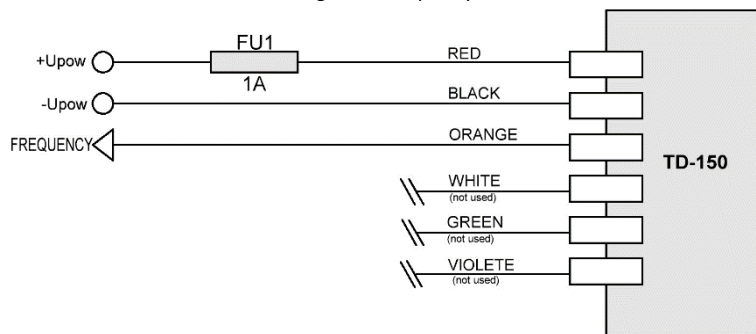 FU1
+Upow
RED
1A
-Upow
BLACK
FREQUENCY
ORANGE
TD-150
WHITE
(not used)
GREEN
(not used)
VIOLETE
(not used)